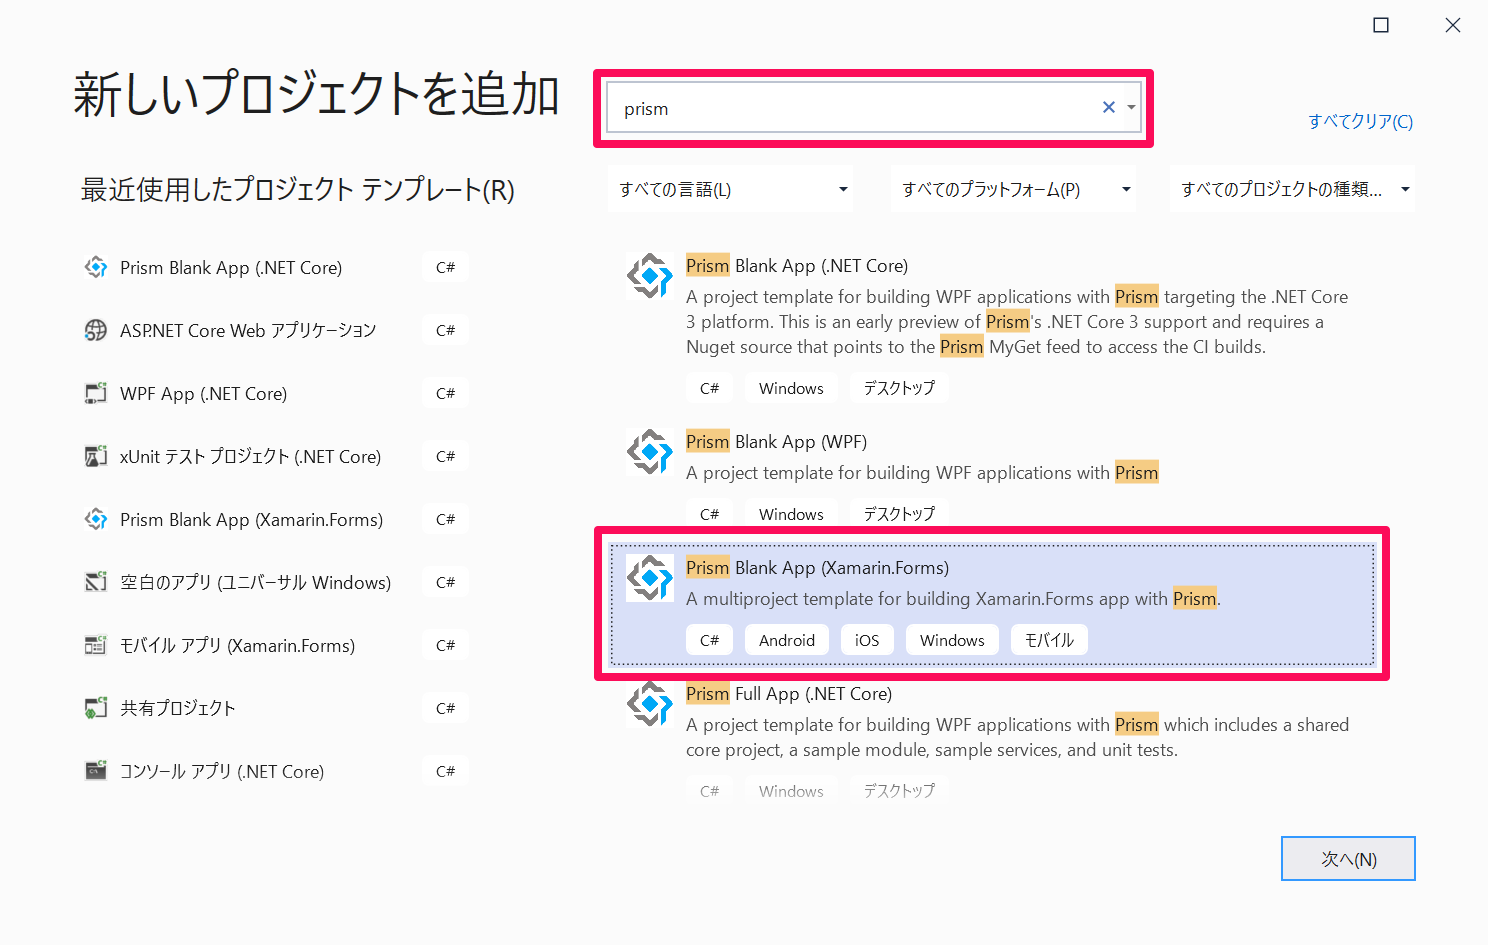 新しいプロジェクトを追加
prism
すべてクリア(C)
最近使用したプロジェクト テンプレート(R)
すべての言語(L)
すべてのプラットフォーム(P)
すべてのプロジェクトの種類...
Prism Blank App (.NET Core) C#
ASP.NET Core Web アプリケーション C#
WPF App (.NET Core) C#
xUnit テスト プロジェクト (.NET Core) C#
Prism Blank App (Xamarin.Forms) C#
空白のアプリ (ユニバーサル Windows) C#
モバイル アプリ (Xamarin.Forms) C#
共有プロジェクト C#
コンソール アプリ (.NET Core) C#
Prism Blank App (.NET Core)
A project template for building WPF applications with Prism targeting the .NET Core
3 platform. This is an early preview of Prism's .NET Core 3 support and requires a
Nuget source that points to the Prism MyGet feed to access the CI builds.
C# Windows デスクトップ
Prism Blank App (WPF)
A project template for building WPF applications with Prism
C# Windows デスクトップ
Prism Blank App (Xamarin.Forms)
A multiproject template for building Xamarin.Forms app with Prism.
C# Android iOS Windows モバイル
Prism Full App (.NET Core)
A project template for building WPF applications with Prism which includes a shared
core project, a sample module, sample services, and unit tests.
C# Windows デスクトップ
次へ(N)